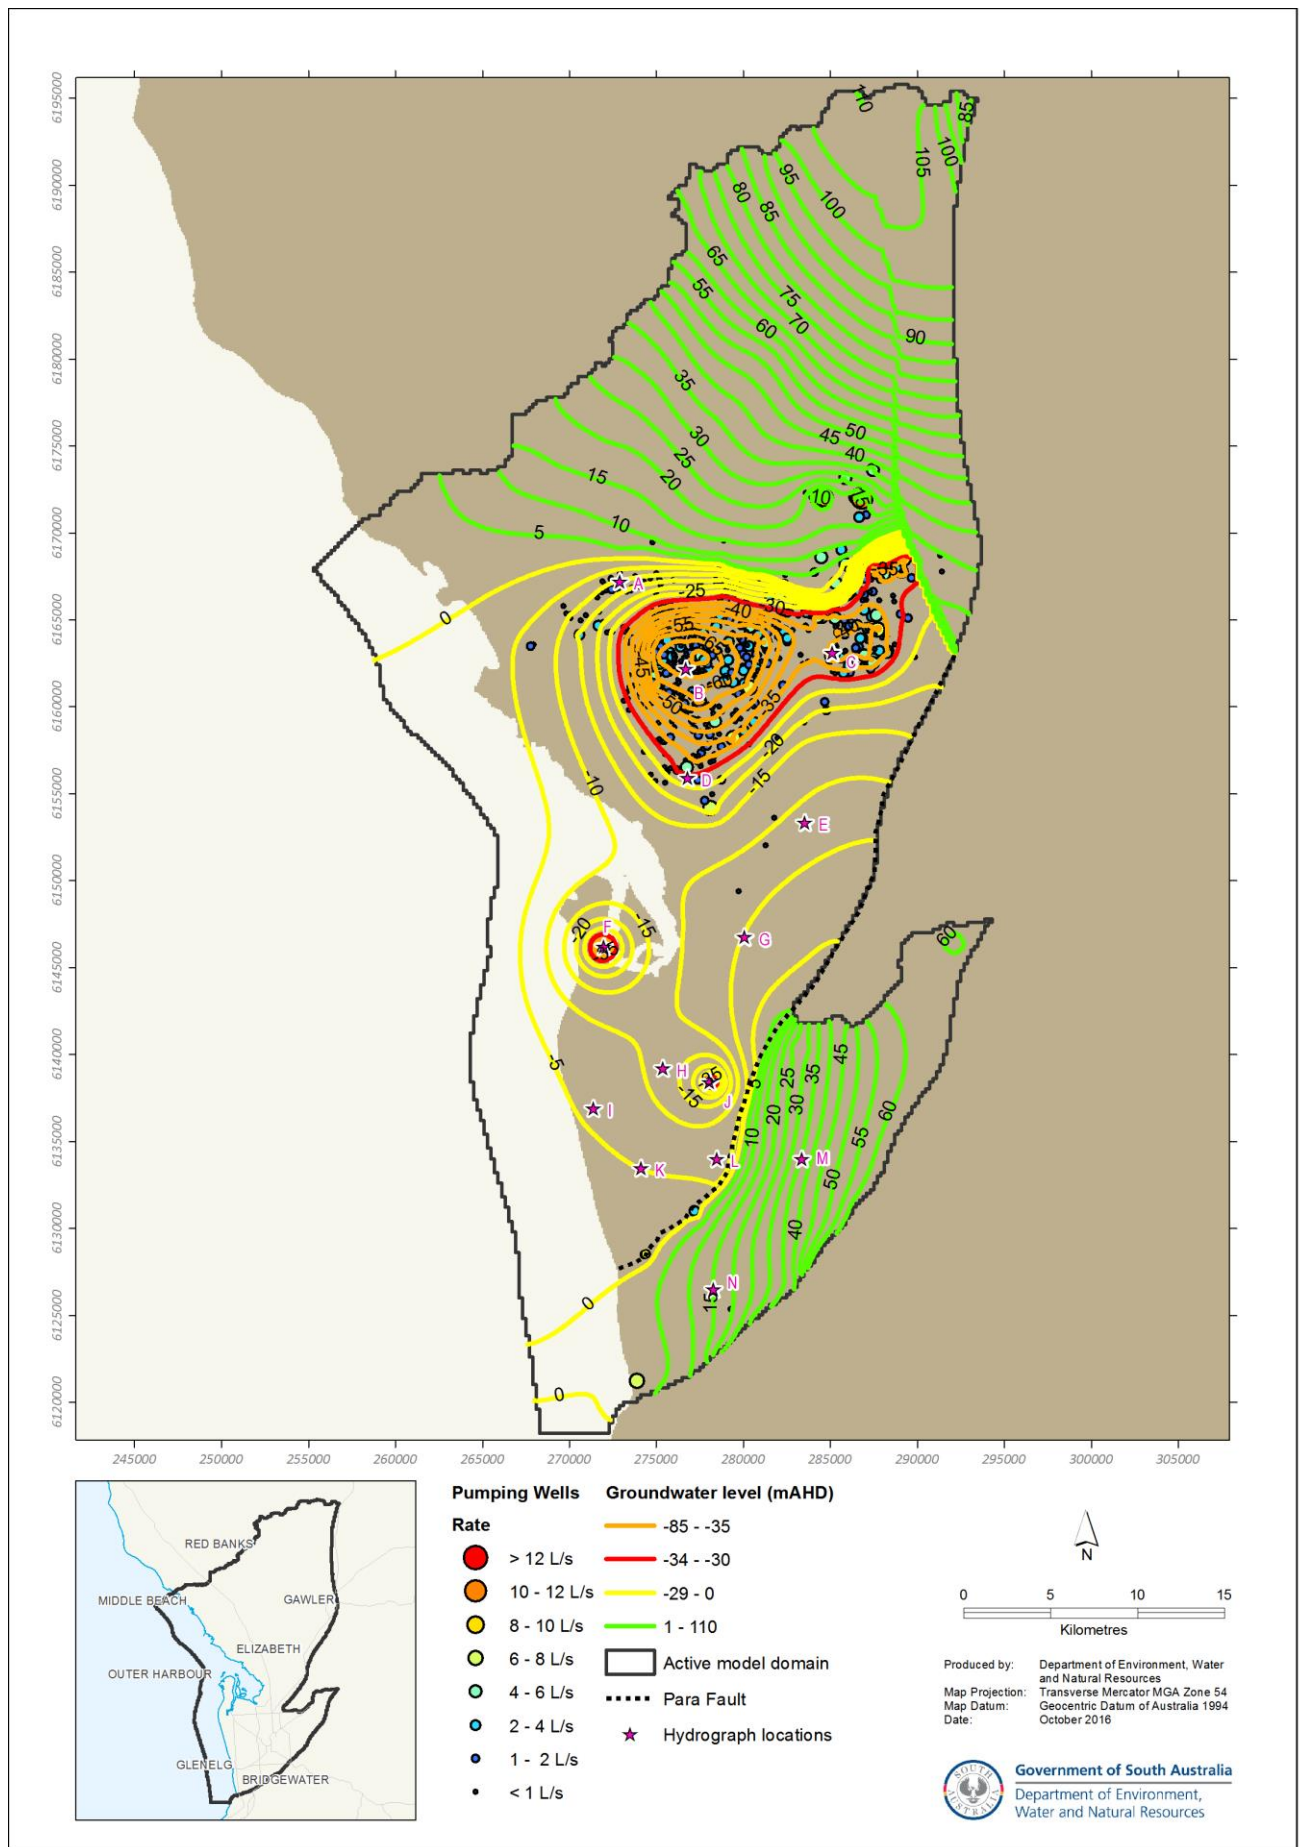 6195000
6190000
6185000
6180000
6175000
6170000
6165000
6160000
6155000
6150000
6145000
6140000
6135000
6130000
6125000
6120000
110
85
100
105
95
100
80
85
65
55
75
70
60
90
35
30
25
20
50
45
40
15
10
10
15
5
A
-25
-40
-30
-35
0
-55
-65
-45
-60
-50
35
B
C
-20
-15
D
-10
E
F
-20
-15
-35
G
60
-5
H
-35
-15
J
I
5
10
20
25
30
35
45
55
60
50
40
K
L
M
N
15
0
0
245000 250000 255000 260000 265000 270000 275000 280000 285000 290000 295000 300000 305000
RED BANKS
MIDDLE BEACH
GAWLER
ELIZABETH
OUTER HARBOUR
GLENELG
BRIDGEWATER
Pumping Wells
Rate
> 12 L/s
10 - 12 L/s
8 - 10 L/s
6 - 8 L/s
4 - 6 L/s
2 - 4 L/s
1 - 2 L/s
< 1 L/s
Groundwater level (mAHD)
-85 - -35
-34 - -30
-29 - 0
1 - 110
Active model domain
Para Fault
Hydrograph locations
N
0 5 10 15
Kilometres
Produced by: Department of Environment, Water
and Natural Resources
Map Projection: Transverse Mercator MGA Zone 54
Map Datum: Geocentric Datum of Australia 1994
Date: October 2016
SOUTH
AUSTRALIA
Government of South Australia
Department of Environment,
Water and Natural Resources